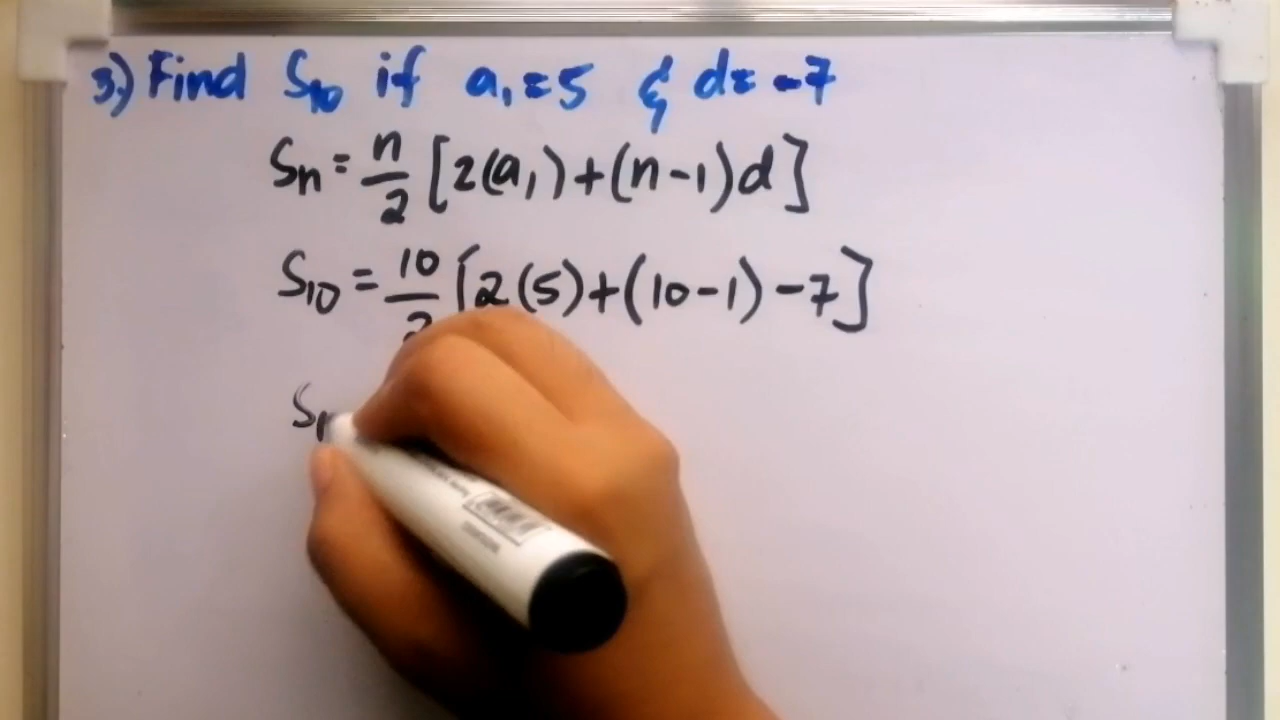 3.) Find S₁₀ if a₁ = 5 & d = -7
Sn = n/2 [2(a₁) + (n-1)d]
S₁₀ = 10/2 [2(5) + (10-1) -7]
S₁